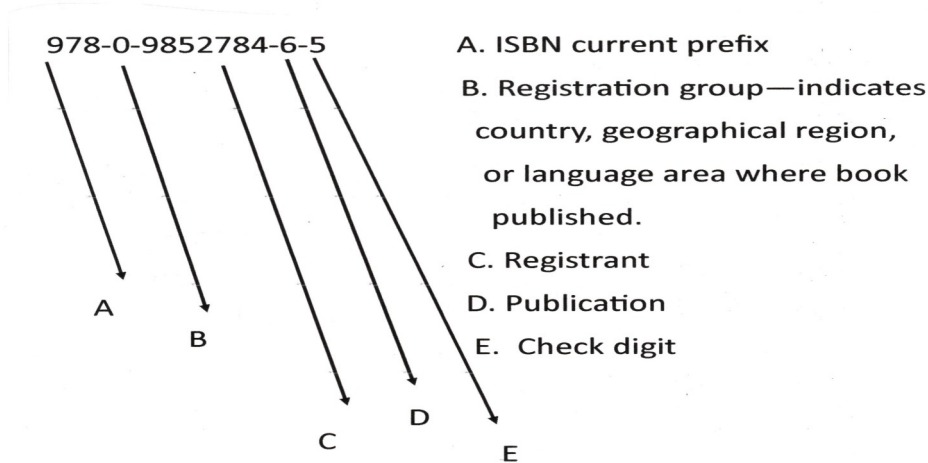 978-0-9852784-6-5
A. ISBN current prefix
B. Registration group—indicates
country, geographical region,
or language area where book
published.
C. Registrant
D. Publication
E. Check digit
A
B
C
D
E